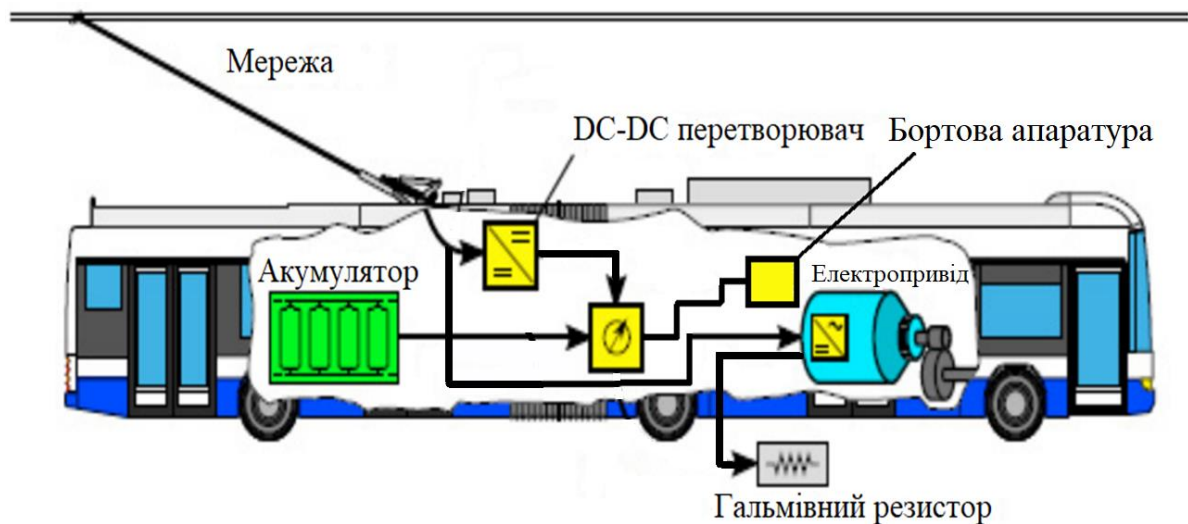 Мережа
DC-DC перетворювач
Бортова апаратура
Акумулятор
Електропривід
Гальмівний резистор